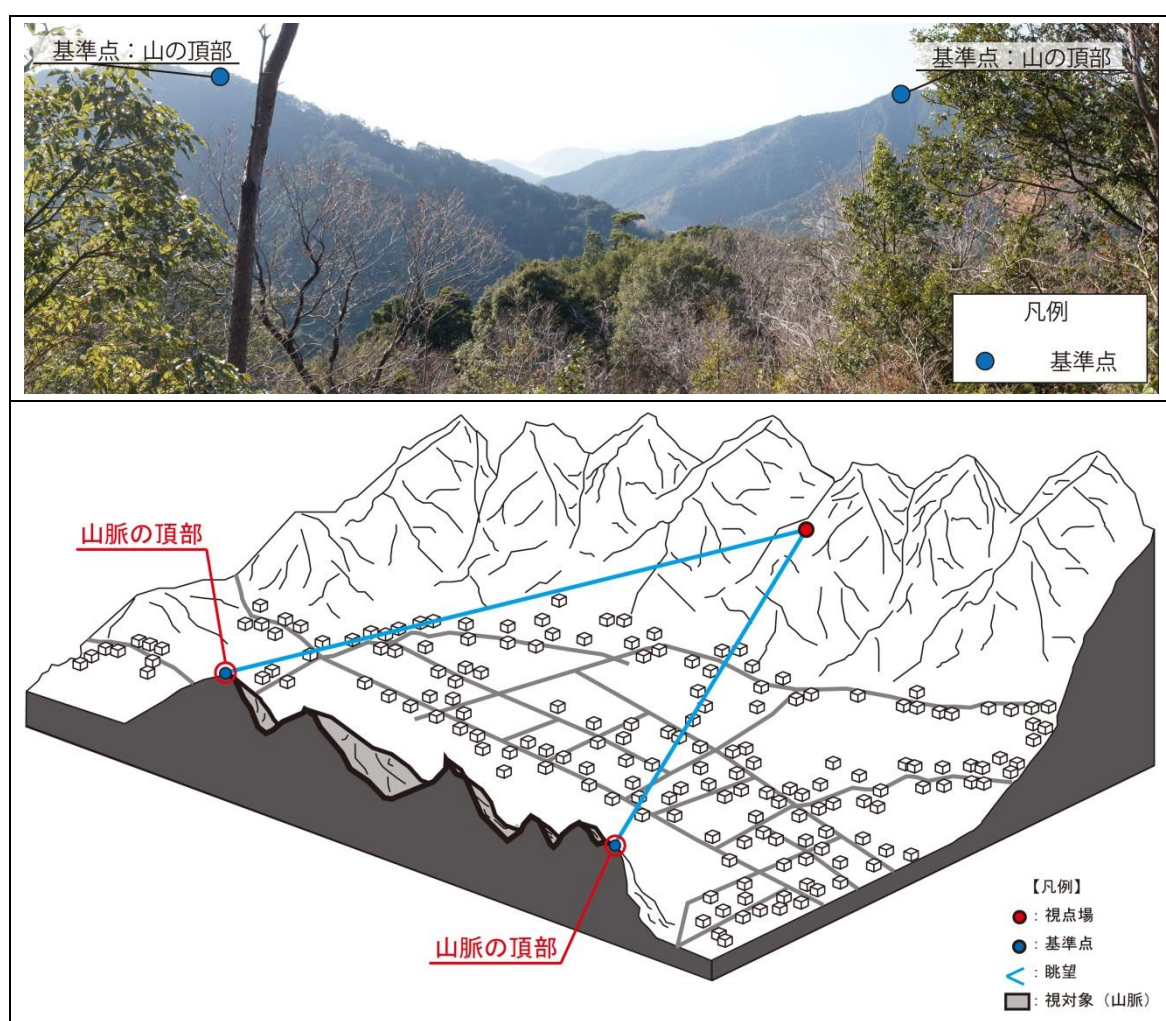 基準点：山の頂部
基準点：山の頂部
凡例
基準点
山脈の頂部
山脈の頂部
【凡例】
：視点場
：基準点
：眺望
：視対象（山脈）